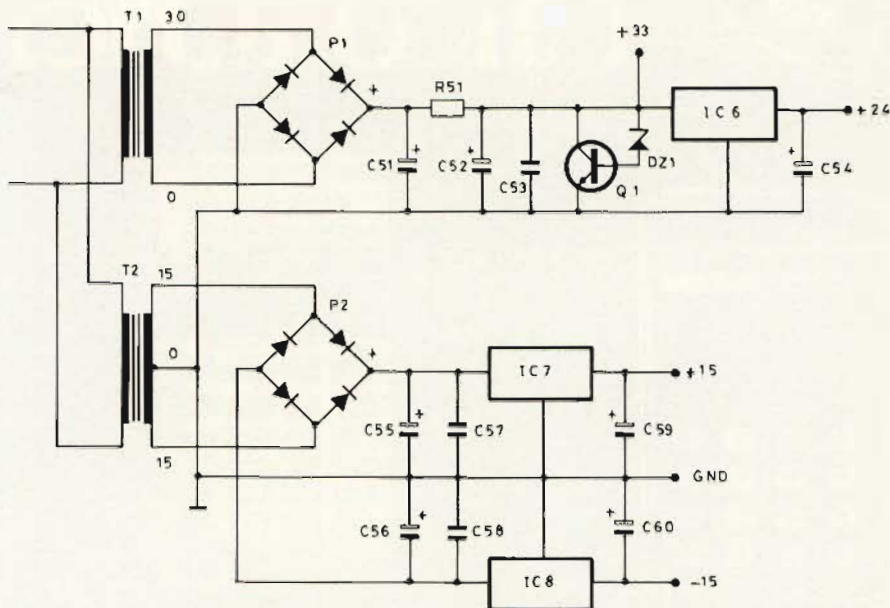 T1
30
P1
+
R51
+33
IC6
+24
C51
+
C52
+
C53
Q1
DZ1
+
C54
0
T2
15
P2
+
0
15
IC7
+15
C55
+
C57
+
C59
GND
C56
+
C58
+
C60
IC8
-15